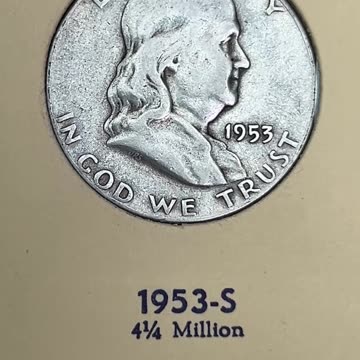 1953
IN GOD WE TRUST
1953-S
4¼ Million